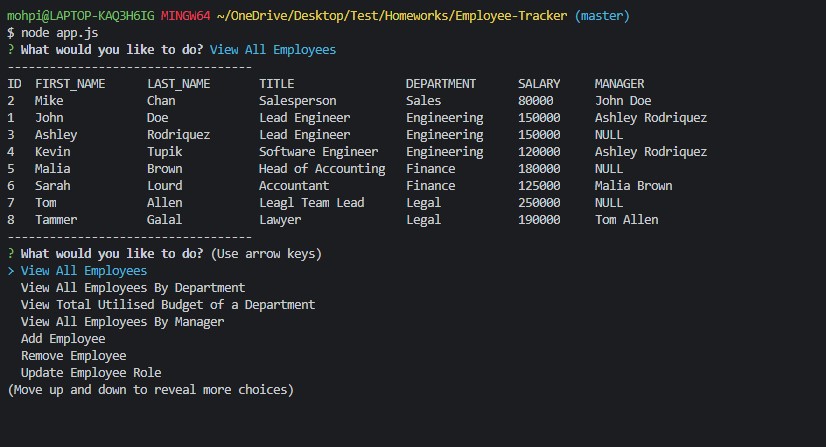 mohpi@LAPTOP-KAQ3H6IG MINGW64 ~/OneDrive/Desktop/Test/Homeworks/Employee-Tracker (master)
$ node app.js
? What would you like to do? View All Employees
-----------------------------------
ID  FIRST_NAME      LAST_NAME       TITLE               DEPARTMENT      SALARY     MANAGER
2   Mike            Chan            Salesperson         Sales           80000      John Doe
1   John            Doe             Lead Engineer       Engineering     150000     Ashley Rodriquez
3   Ashley          Rodriquez       Lead Engineer       Engineering     150000     NULL
4   Kevin           Tupik           Software Engineer   Engineering     120000     Ashley Rodriquez
5   Malia           Brown           Head of Accounting  Finance         180000     NULL
6   Sarah           Lourd           Accountant          Finance         125000     Malia Brown
7   Tom             Allen           Leagl Team Lead     Legal           250000     NULL
8   Tammer          Galal           Lawyer              Legal           190000     Tom Allen
-----------------------------------
? What would you like to do? (Use arrow keys)
> View All Employees
  View All Employees By Department
  View Total Utilised Budget of a Department
  View All Employees By Manager
  Add Employee
  Remove Employee
  Update Employee Role
(Move up and down to reveal more choices)